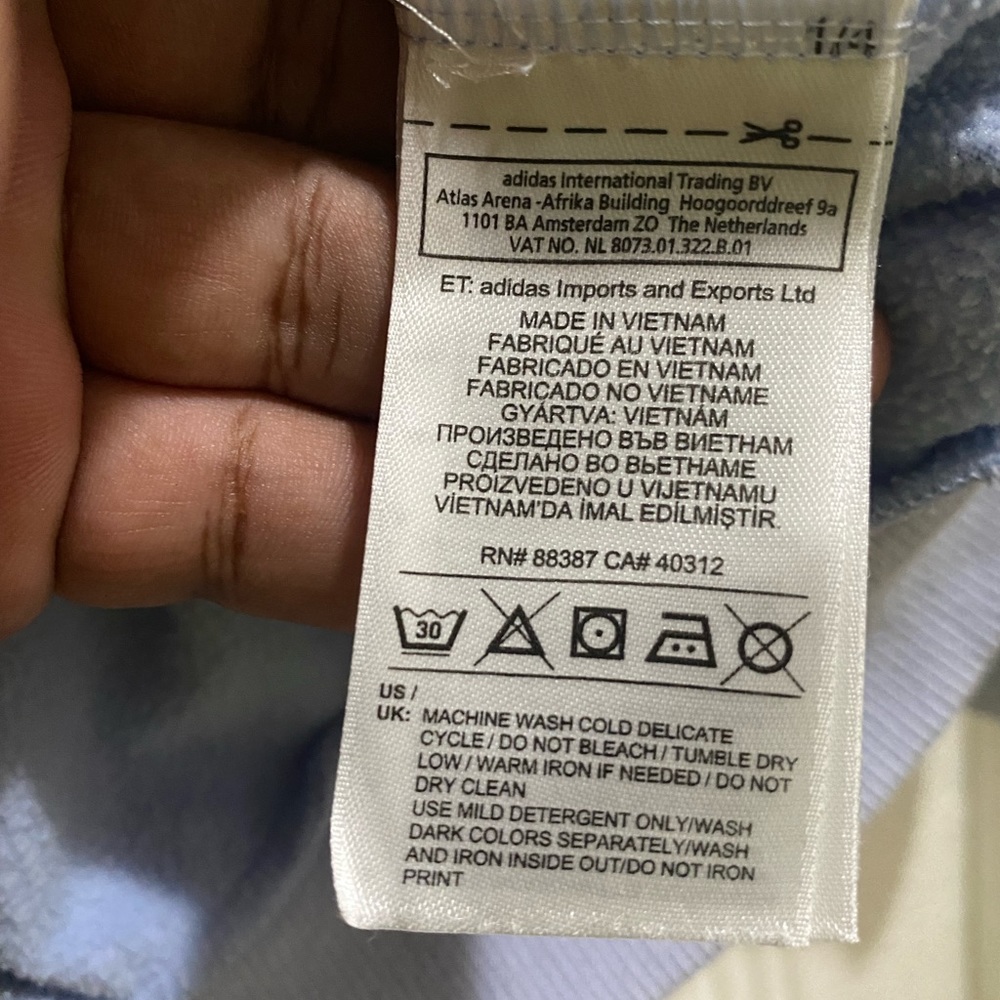 1/4
adidas International Trading BV
Atlas Arena -Afrika Building Hoogoorddreef 9a
1101 BA Amsterdam ZO The Netherlands
VAT NO. NL 8073.01.322.B.01
ET: adidas Imports and Exports Ltd
MADE IN VIETNAM
FABRIQUÉ AU VIETNAM
FABRICADO EN VIETNAM
FABRICADO NO VIETNAME
GYÁRTVA: VIETNÁM
ПРОИЗВЕДЕНО ВЪВ ВИЕТНАМ
СДЕЛАНО ВО ВЬЕТНАМЕ
PROIZVEDENO U VIJETNAMU
VİETNAM'DA İMAL EDİLMİŞTİR.
RN# 88387 CA# 40312
30
US /
UK: MACHINE WASH COLD DELICATE
CYCLE / DO NOT BLEACH / TUMBLE DRY
LOW / WARM IRON IF NEEDED / DO NOT
DRY CLEAN
USE MILD DETERGENT ONLY/WASH
DARK COLORS SEPARATELY/WASH
AND IRON INSIDE OUT/DO NOT IRON
PRINT